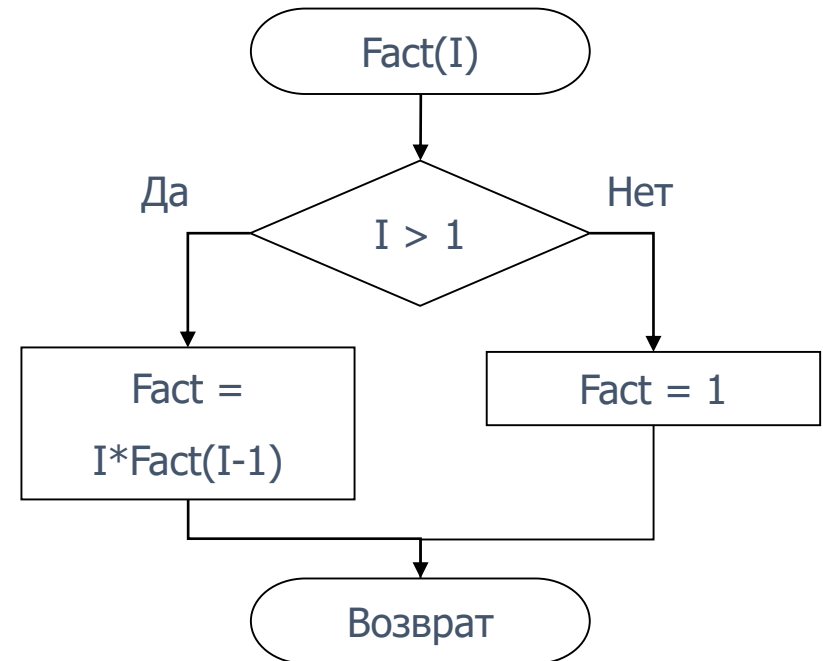 Fact(I)
Да
Нет
I > 1
Fact =
I*Fact(I-1)
Fact = 1
Возврат